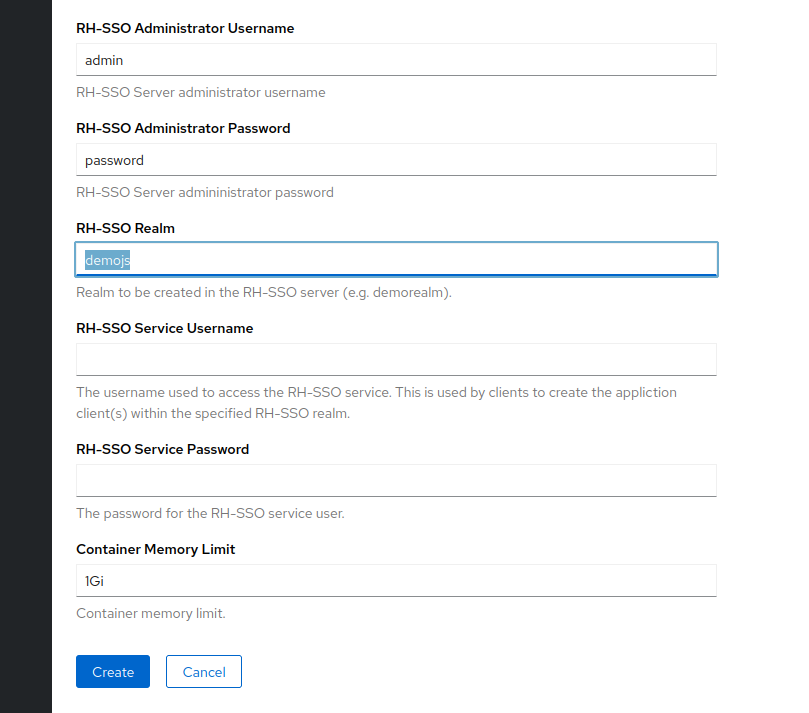 RH-SSO Administrator Username
admin
RH-SSO Server administrator username
RH-SSO Administrator Password
password
RH-SSO Server admininistrator password
RH-SSO Realm
demojs
Realm to be created in the RH-SSO server (e.g. demorealm).
RH-SSO Service Username
The username used to access the RH-SSO service. This is used by clients to create the appliction
client(s) within the specified RH-SSO realm.
RH-SSO Service Password
The password for the RH-SSO service user.
Container Memory Limit
1Gi
Container memory limit.
Create Cancel